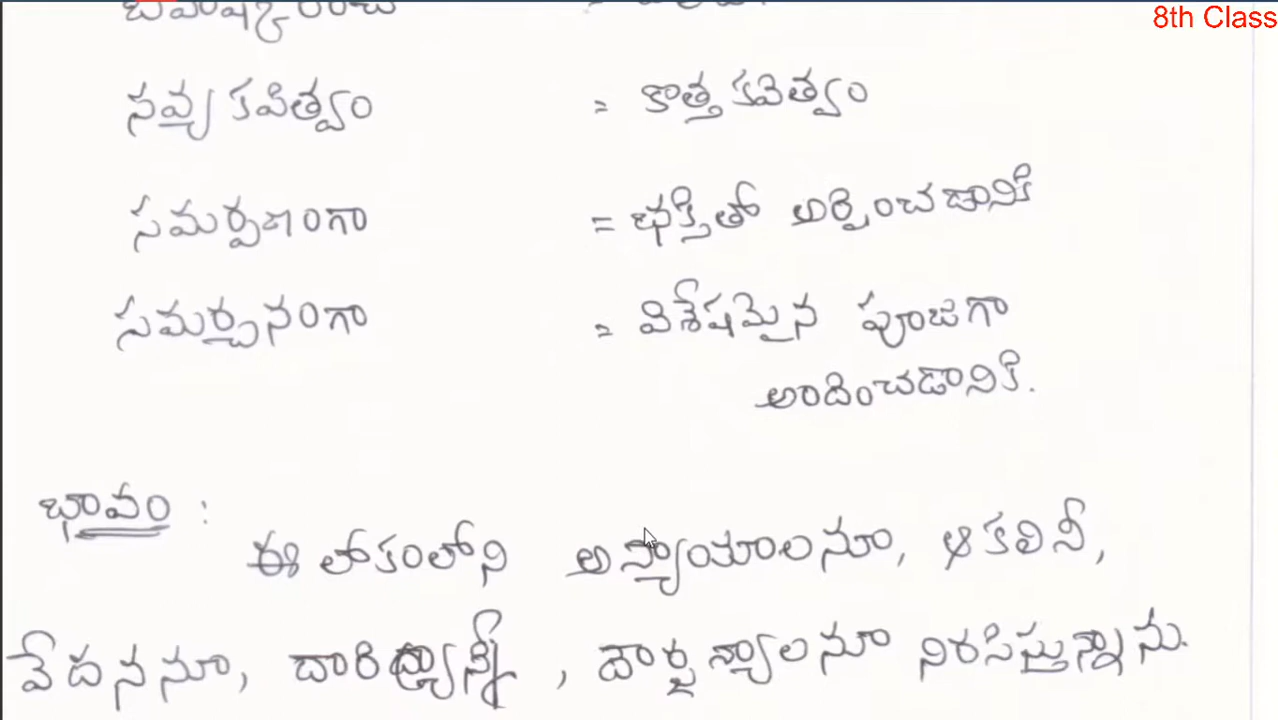 8th Class
నవ్య కవిత్వం = కొత్త కవిత్వం
సమర్పణంగా = భక్తితో అర్పించడానికి
సమర్చనంగా = విశేషమైన పూజగా
అందించడానికి.
భావం :
ఈ లోకంలోని అన్యాయాలనూ, ఆకలినీ,
వేదననూ, దారిద్య్రాన్నీ, దౌర్జన్యాలనూ నిరసిస్తున్నాను.